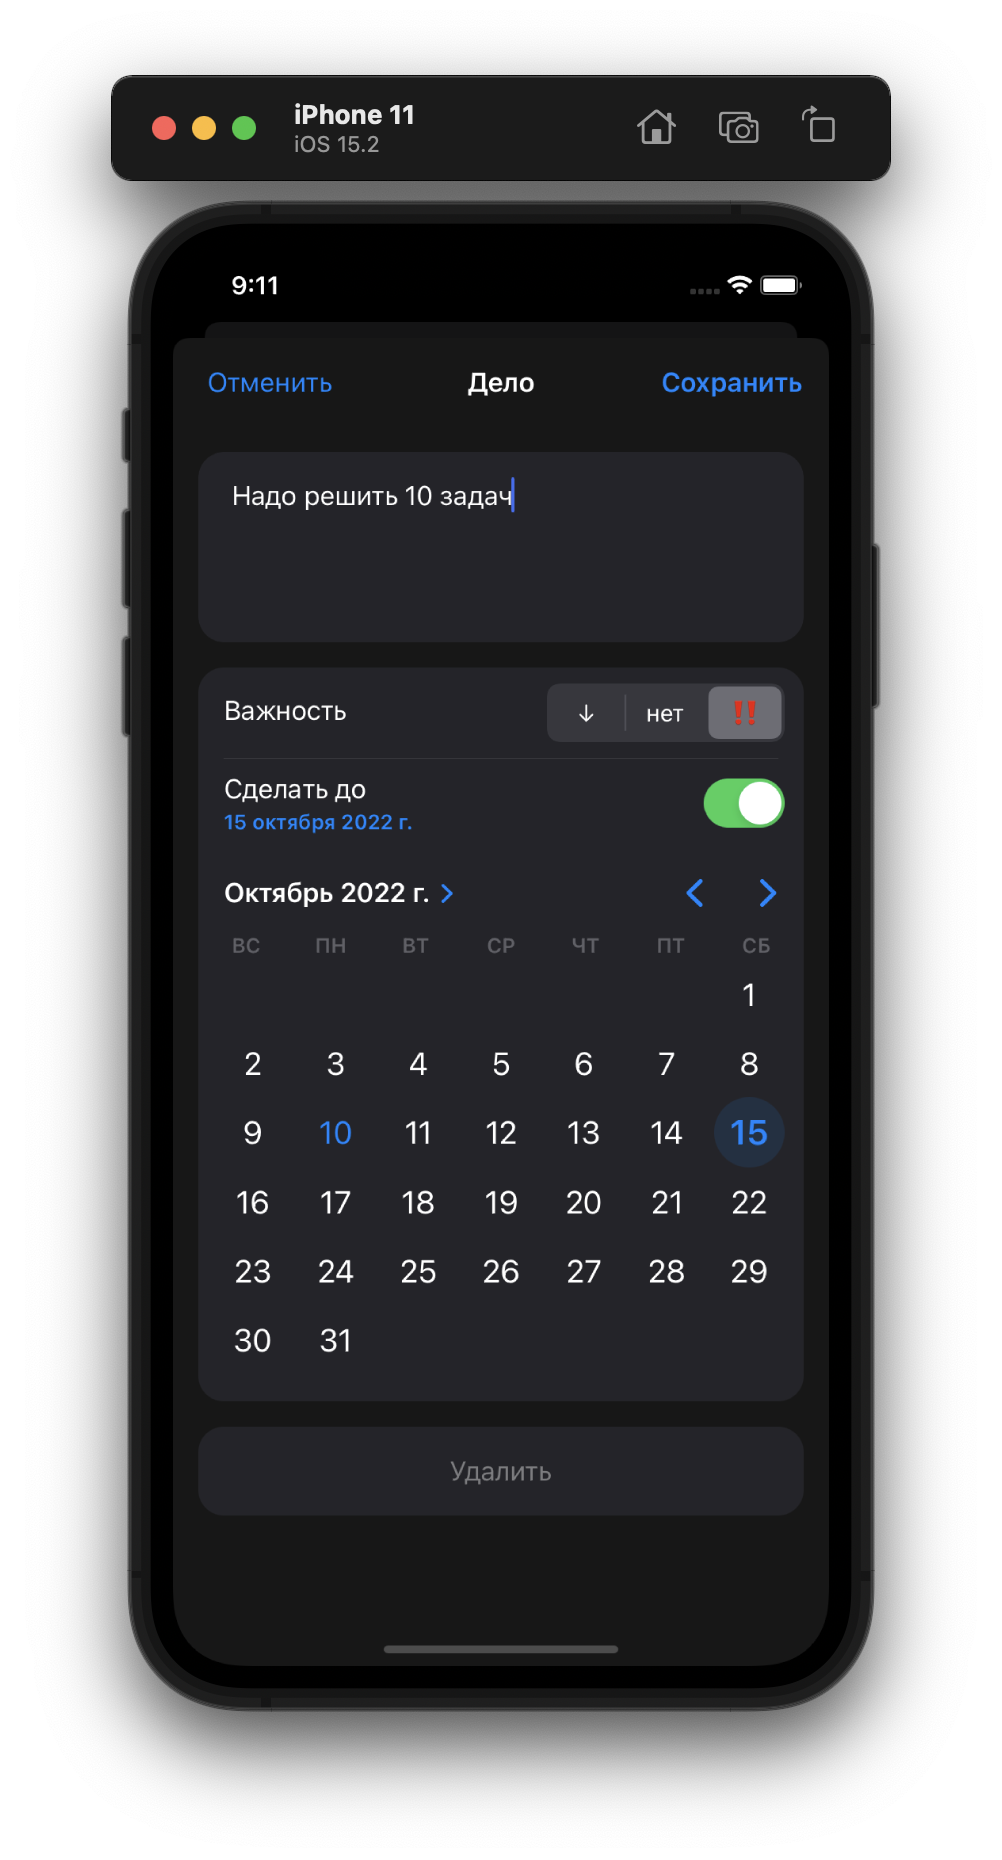 iPhone 11
iOS 15.2
9:11
Отменить Дело Сохранить
Надо решить 10 задач
Важность ↓ нет ‼️
Сделать до
15 октября 2022 г.
Октябрь 2022 г. >
ВС ПН ВТ СР ЧТ ПТ СБ
1
2 3 4 5 6 7 8
9 10 11 12 13 14 15
16 17 18 19 20 21 22
23 24 25 26 27 28 29
30 31
Удалить